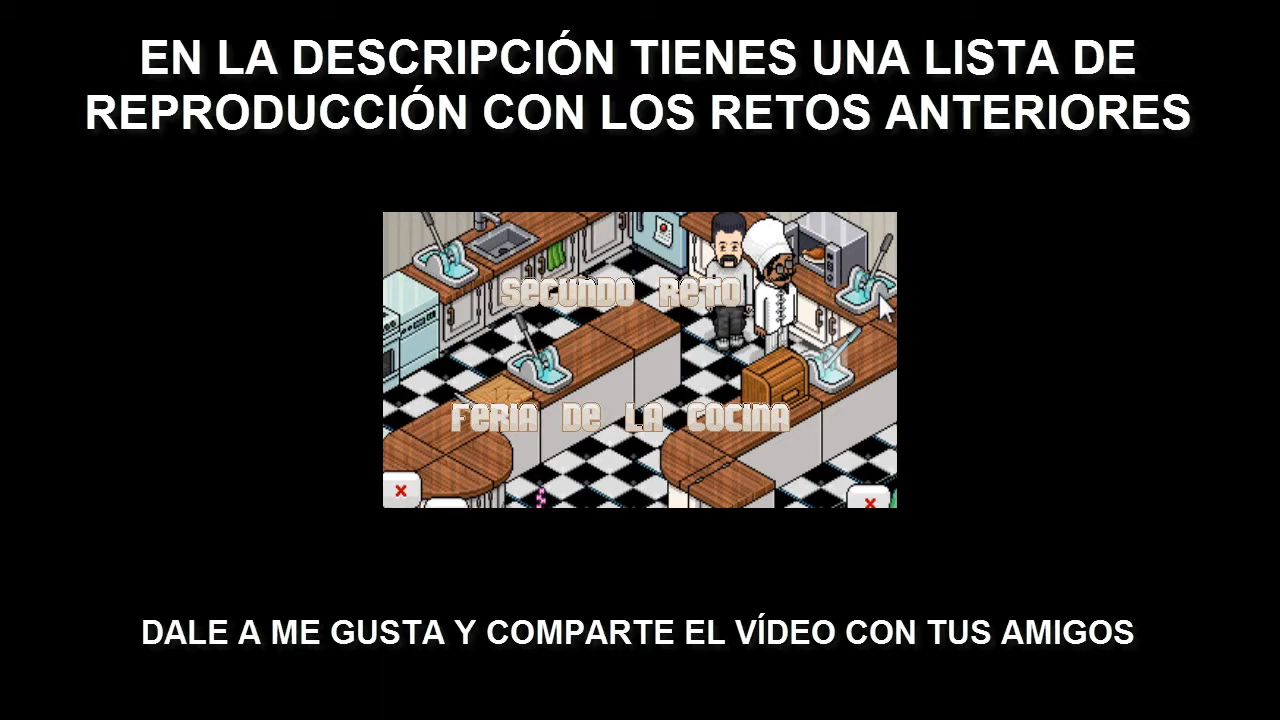 EN LA DESCRIPCIÓN TIENES UNA LISTA DE
REPRODUCCIÓN CON LOS RETOS ANTERIORES
SEGUNDO RETO
FERIA DE LA COCINA
DALE A ME GUSTA Y COMPARTE EL VÍDEO CON TUS AMIGOS